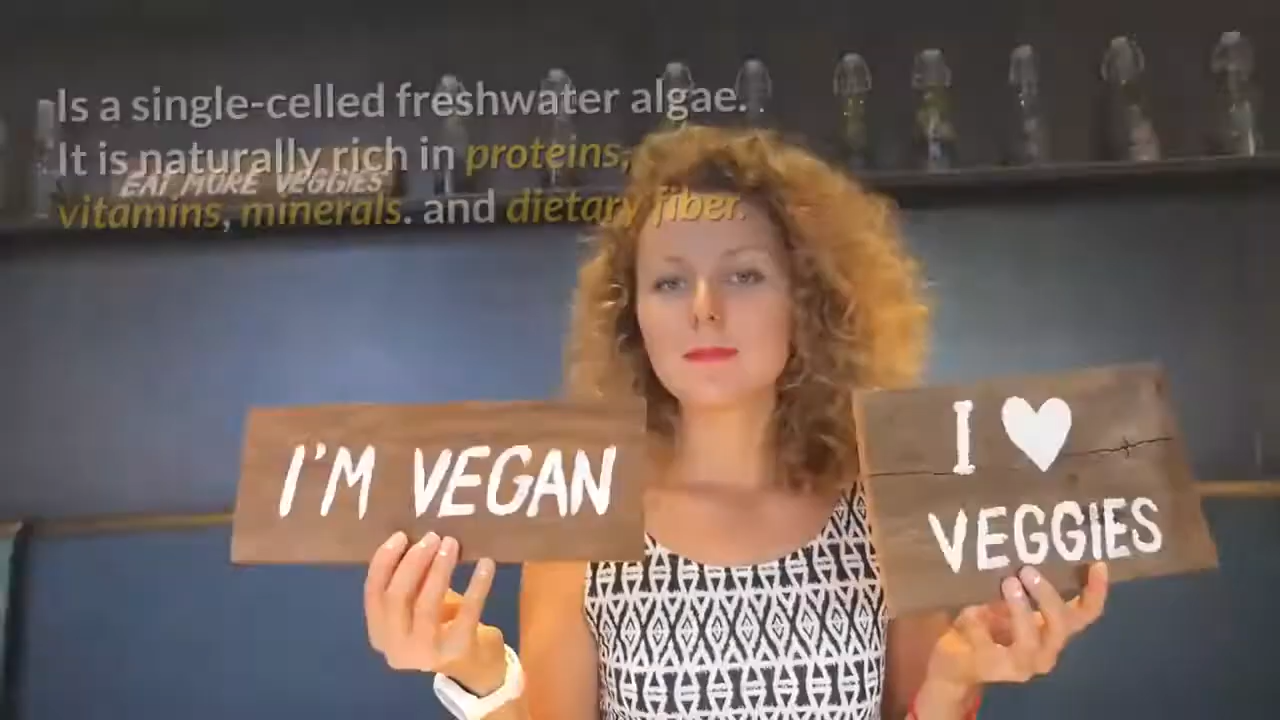 Is a single-celled freshwater algae.
It is naturally rich in proteins,
EAT MORE VEGGIES
vitamins, minerals. and dietary fiber.
I'M VEGAN
I ♥
VEGGIES